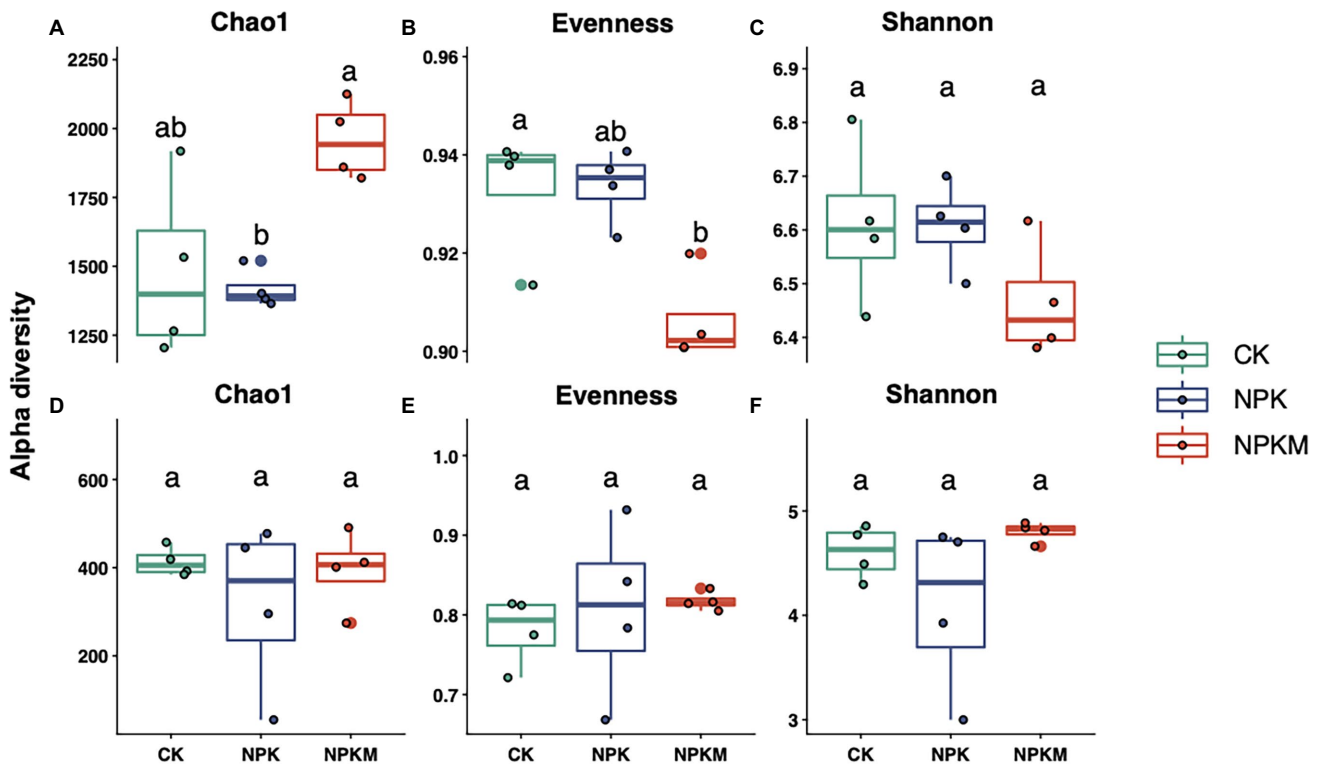 A Chao1
2250
2000
1750
1500
1250
ab
b
a
B Evenness
0.96
0.94
0.92
0.90
a
ab
b
C Shannon
6.9
6.8
6.7
6.6
6.5
6.4
a a a
Alpha diversity
D Chao1
600
400
200
a a a
CK NPK NPKM
E Evenness
1.0
0.9
0.8
0.7
a a a
CK NPK NPKM
F Shannon
5
4
3
a a a
CK NPK NPKM
CK
NPK
NPKM